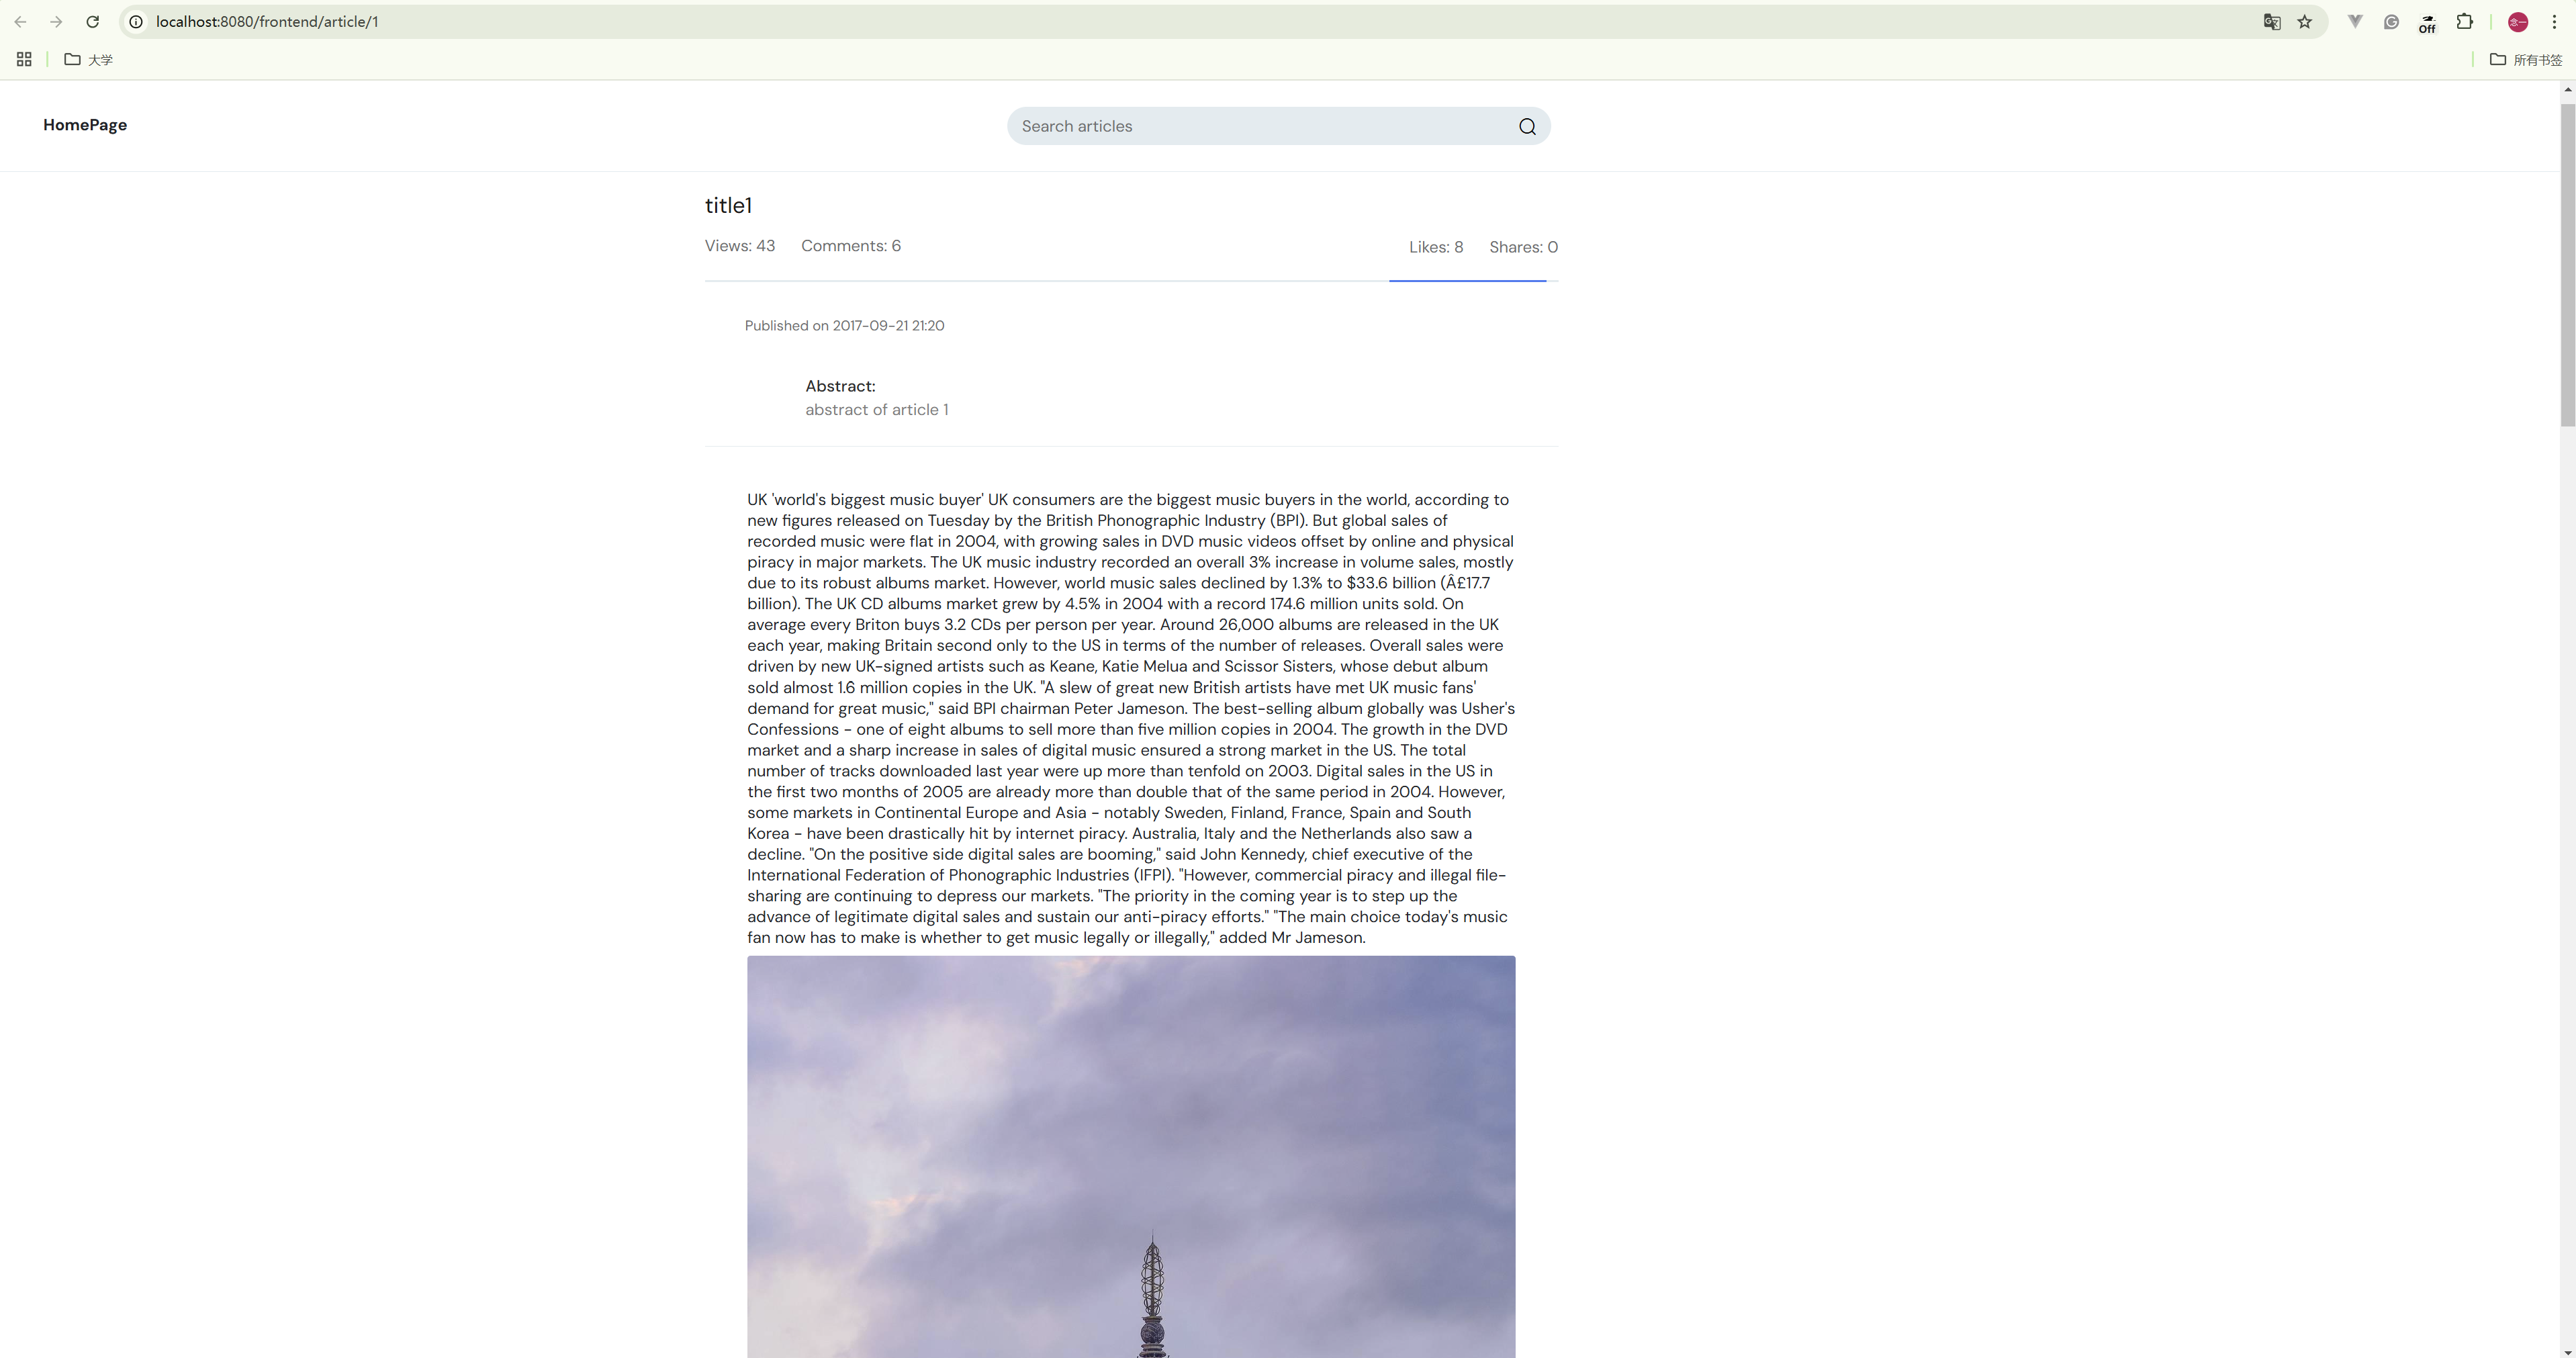 localhost:8080/frontend/article/1
Off
念一
大学
所有书签
HomePage
Search articles
title1
Views: 43 Comments: 6
Likes: 8 Shares: 0
Published on 2017-09-21 21:20
Abstract:
abstract of article 1
UK 'world's biggest music buyer' UK consumers are the biggest music buyers in the world, according to
new figures released on Tuesday by the British Phonographic Industry (BPI). But global sales of
recorded music were flat in 2004, with growing sales in DVD music videos offset by online and physical
piracy in major markets. The UK music industry recorded an overall 3% increase in volume sales, mostly
due to its robust albums market. However, world music sales declined by 1.3% to $33.6 billion (Â£17.7
billion). The UK CD albums market grew by 4.5% in 2004 with a record 174.6 million units sold. On
average every Briton buys 3.2 CDs per person per year. Around 26,000 albums are released in the UK
each year, making Britain second only to the US in terms of the number of releases. Overall sales were
driven by new UK-signed artists such as Keane, Katie Melua and Scissor Sisters, whose debut album
sold almost 1.6 million copies in the UK. "A slew of great new British artists have met UK music fans'
demand for great music," said BPI chairman Peter Jameson. The best-selling album globally was Usher's
Confessions - one of eight albums to sell more than five million copies in 2004. The growth in the DVD
market and a sharp increase in sales of digital music ensured a strong market in the US. The total
number of tracks downloaded last year were up more than tenfold on 2003. Digital sales in the US in
the first two months of 2005 are already more than double that of the same period in 2004. However,
some markets in Continental Europe and Asia - notably Sweden, Finland, France, Spain and South
Korea - have been drastically hit by internet piracy. Australia, Italy and the Netherlands also saw a
decline. "On the positive side digital sales are booming," said John Kennedy, chief executive of the
International Federation of Phonographic Industries (IFPI). "However, commercial piracy and illegal file-
sharing are continuing to depress our markets. "The priority in the coming year is to step up the
advance of legitimate digital sales and sustain our anti-piracy efforts." "The main choice today's music
fan now has to make is whether to get music legally or illegally," added Mr Jameson.